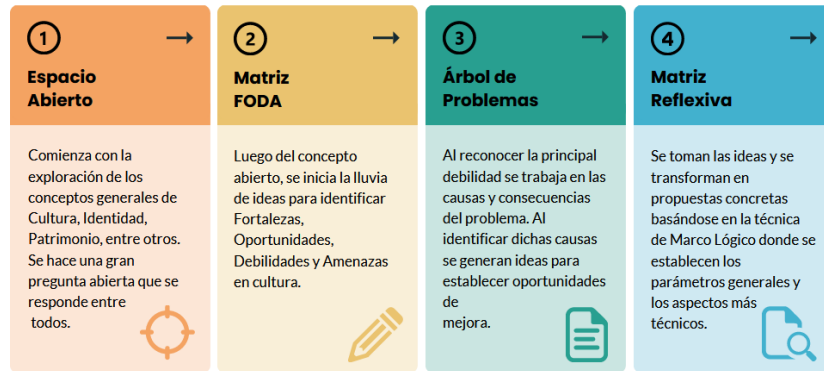 1
Espacio
Abierto
Comienza con la
exploración de los
conceptos generales de
Cultura, Identidad,
Patrimonio, entre otros.
Se hace una gran
pregunta abierta que se
responde entre
todos.
2
Matriz
FODA
Luego del concepto
abierto, se inicia la lluvia
de ideas para identificar
Fortalezas,
Oportunidades,
Debilidades y Amenazas
en cultura.
3
Árbol de
Problemas
Al reconocer la principal
debilidad se trabaja en las
causas y consecuencias
del problema. Al
identificar dichas causas
se generan ideas para
establecer oportunidades
de
mejora.
4
Matriz
Reflexiva
Se toman las ideas y se
transforman en
propuestas concretas
basándose en la técnica
de Marco Lógico donde se
establecen los
parámetros generales y
los aspectos más
técnicos.